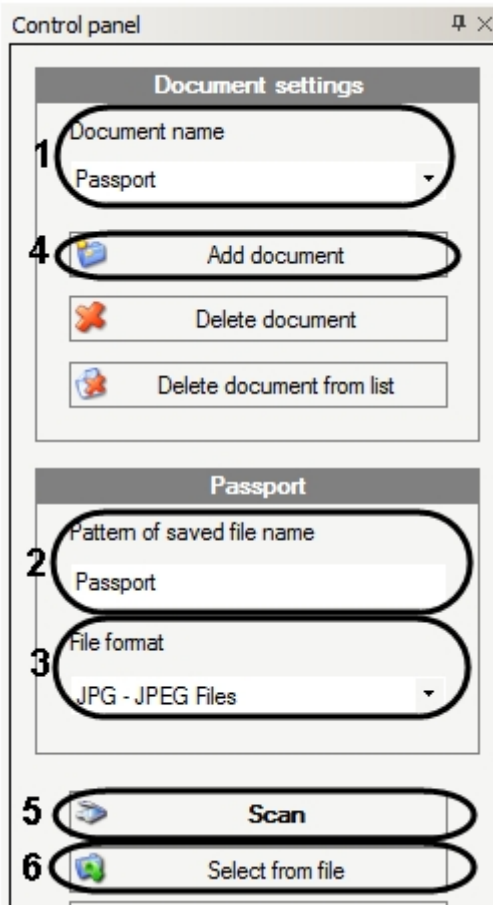 Control panel
Document settings
1
Document name
Passport
4
Add document
Delete document
Delete document from list
Passport
2
Pattern of saved file name
Passport
3
File format
JPG - JPEG Files
5
Scan
6
Select from file